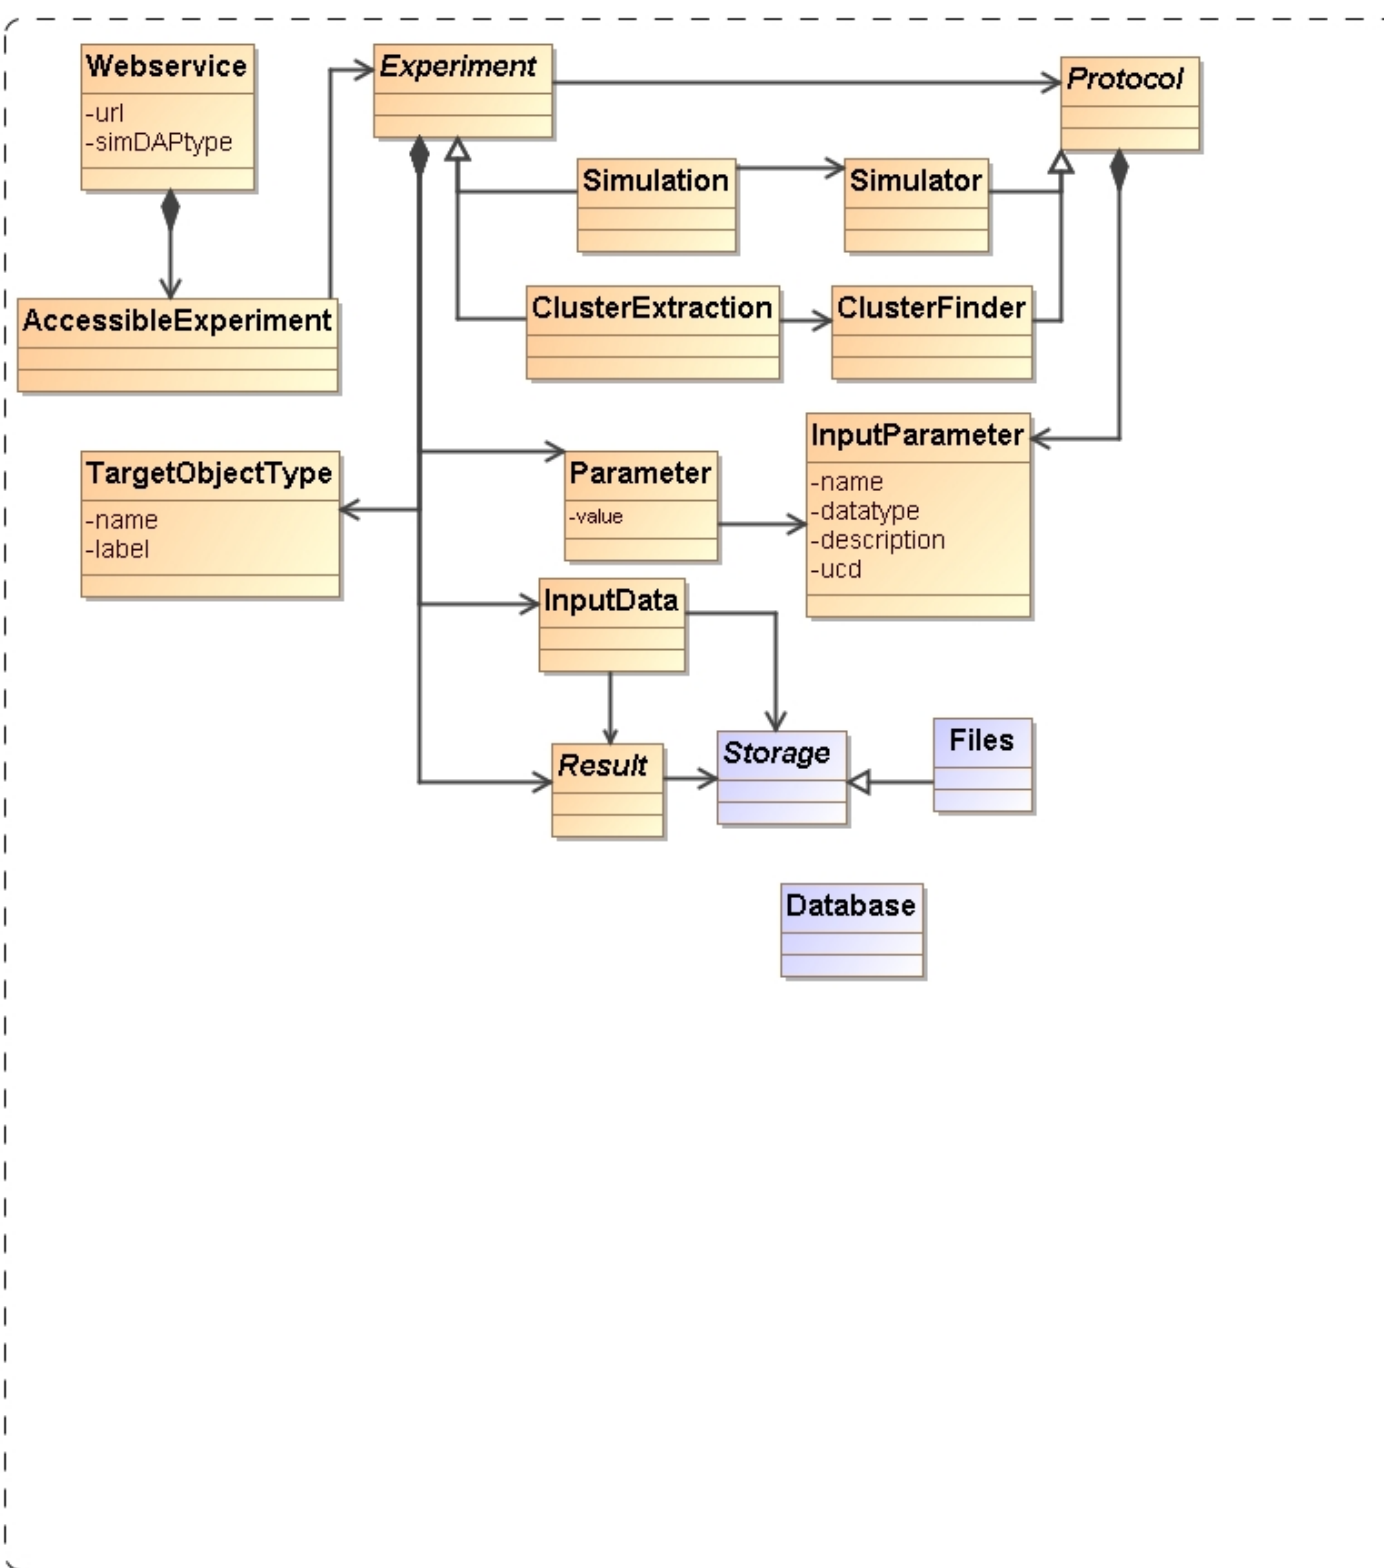 Webservice
-url
-simDAPtype
Experiment
Protocol
Simulation
Simulator
AccessibleExperiment
ClusterExtraction
ClusterFinder
TargetObjectType
-name
-label
Parameter
-value
InputParameter
-name
-datatype
-description
-ucd
InputData
Result
Storage
Files
Database